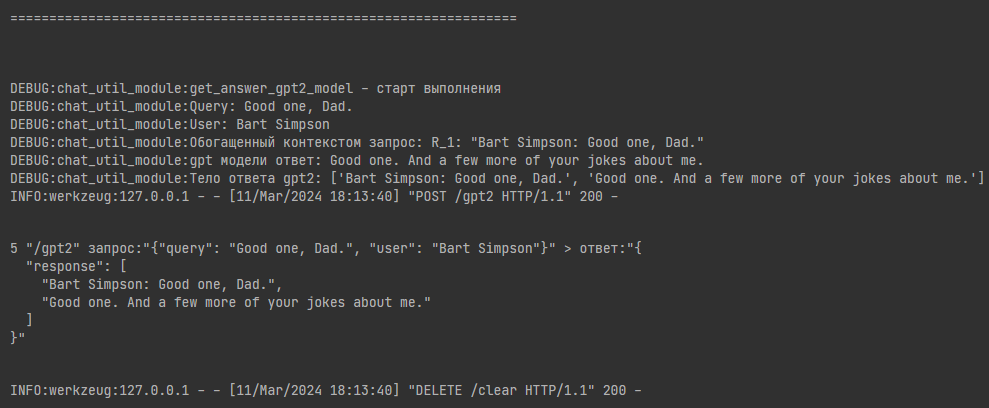 =================================================================
DEBUG:chat_util_module:get_answer_gpt2_model – старт выполнения
DEBUG:chat_util_module:Query: Good one, Dad.
DEBUG:chat_util_module:User: Bart Simpson
DEBUG:chat_util_module:Обогащенный контекстом запрос: R_1: "Bart Simpson: Good one, Dad."
DEBUG:chat_util_module:gpt модели ответ: Good one. And a few more of your jokes about me.
DEBUG:chat_util_module:Тело ответа gpt2: ['Bart Simpson: Good one, Dad.', 'Good one. And a few more of your jokes about me.']
INFO:werkzeug:127.0.0.1 - - [11/Mar/2024 18:13:40] "POST /gpt2 HTTP/1.1" 200 -
5 "/gpt2" запрос:"{"query": "Good one, Dad.", "user": "Bart Simpson"}" > ответ:"{
  "response": [
    "Bart Simpson: Good one, Dad.",
    "Good one. And a few more of your jokes about me."
  ]
}"
INFO:werkzeug:127.0.0.1 - - [11/Mar/2024 18:13:40] "DELETE /clear HTTP/1.1" 200 -